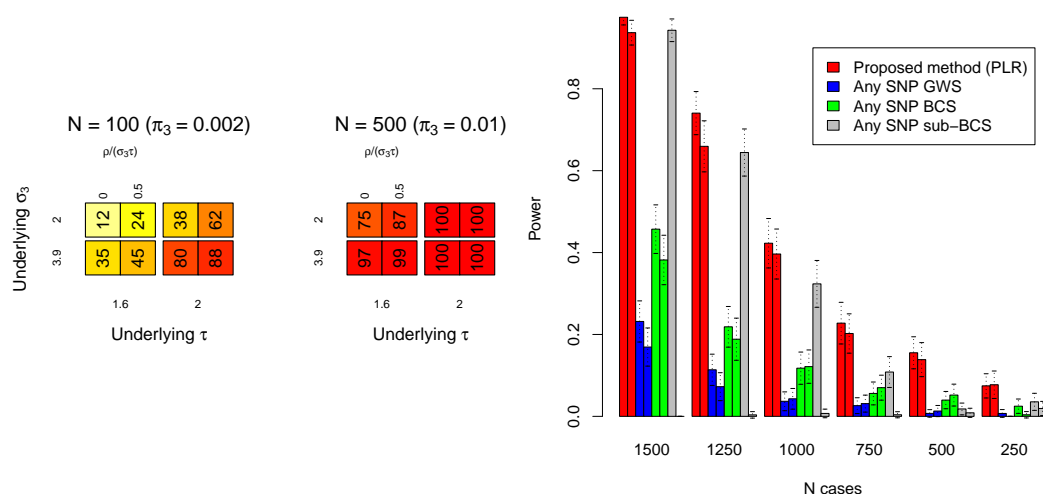 N = 100 (π3 = 0.002)
ρ/(σ3τ)
0
0.5
Underlying σ3
2
3.9
12 24 38 62
35 45 80 88
1.6
2
Underlying τ
N = 500 (π3 = 0.01)
ρ/(σ3τ)
0
0.5
2
3.9
75 87 100 100
97 99 100 100
1.6
2
Underlying τ
Power
0.8
0.6
0.4
0.2
0.0
Proposed method (PLR)
Any SNP GWS
Any SNP BCS
Any SNP sub−BCS
1500 1250 1000 750 500 250
N cases